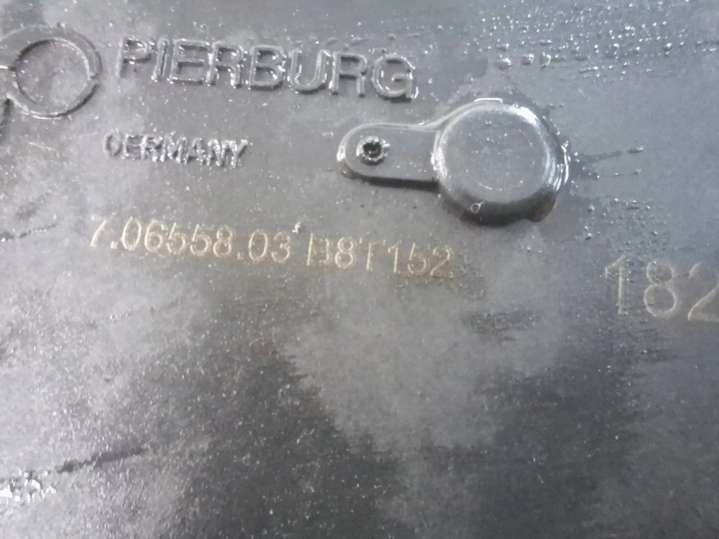 PIERBURG
GERMANY
7.06558.03 B8T152
182